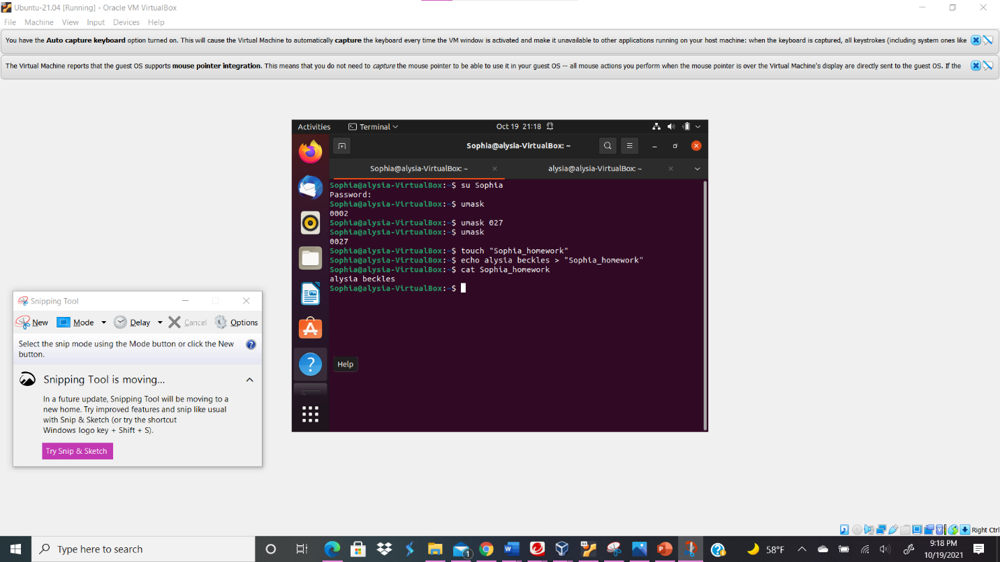 Ubuntu-21.04 [Running] - Oracle VM VirtualBox
File Machine View Input Devices Help
You have the Auto capture keyboard option turned on. This will cause the Virtual Machine to automatically capture the keyboard every time the VM window is activated and make it unavailable to other applications running on your host machine: when the keyboard is captured, all keystrokes (including system ones like
The Virtual Machine reports that the guest OS supports mouse pointer integration. This means that you do not need to capture the mouse pointer to be able to use it in your guest OS -- all mouse actions you perform when the mouse pointer is over the Virtual Machine's display are directly sent to the guest OS. If the
Activities Terminal Oct 19 21:18
Sophia@alysia-VirtualBox: ~
Sophia@alysia-VirtualBox: ~ alysia@alysia-VirtualBox: ~
Sophia@alysia-VirtualBox:~$ su Sophia
Password:
Sophia@alysia-VirtualBox:~$ umask
0002
Sophia@alysia-VirtualBox:~$ umask 027
Sophia@alysia-VirtualBox:~$ umask
0027
Sophia@alysia-VirtualBox:~$ touch "Sophia_homework"
Sophia@alysia-VirtualBox:~$ echo alysia beckles > "Sophia_homework"
Sophia@alysia-VirtualBox:~$ cat Sophia_homework
alysia beckles
Sophia@alysia-VirtualBox:~$
Help
Snipping Tool
New Mode Delay Cancel Options
Select the snip mode using the Mode button or click the New
button.
Snipping Tool is moving...
In a future update, Snipping Tool will be moving to a
new home. Try improved features and snip like usual
with Snip & Sketch (or try the shortcut
Windows logo key + Shift + S).
Try Snip & Sketch
Right Ctrl
Type here to search
1
58°F
9:18 PM
10/19/2021